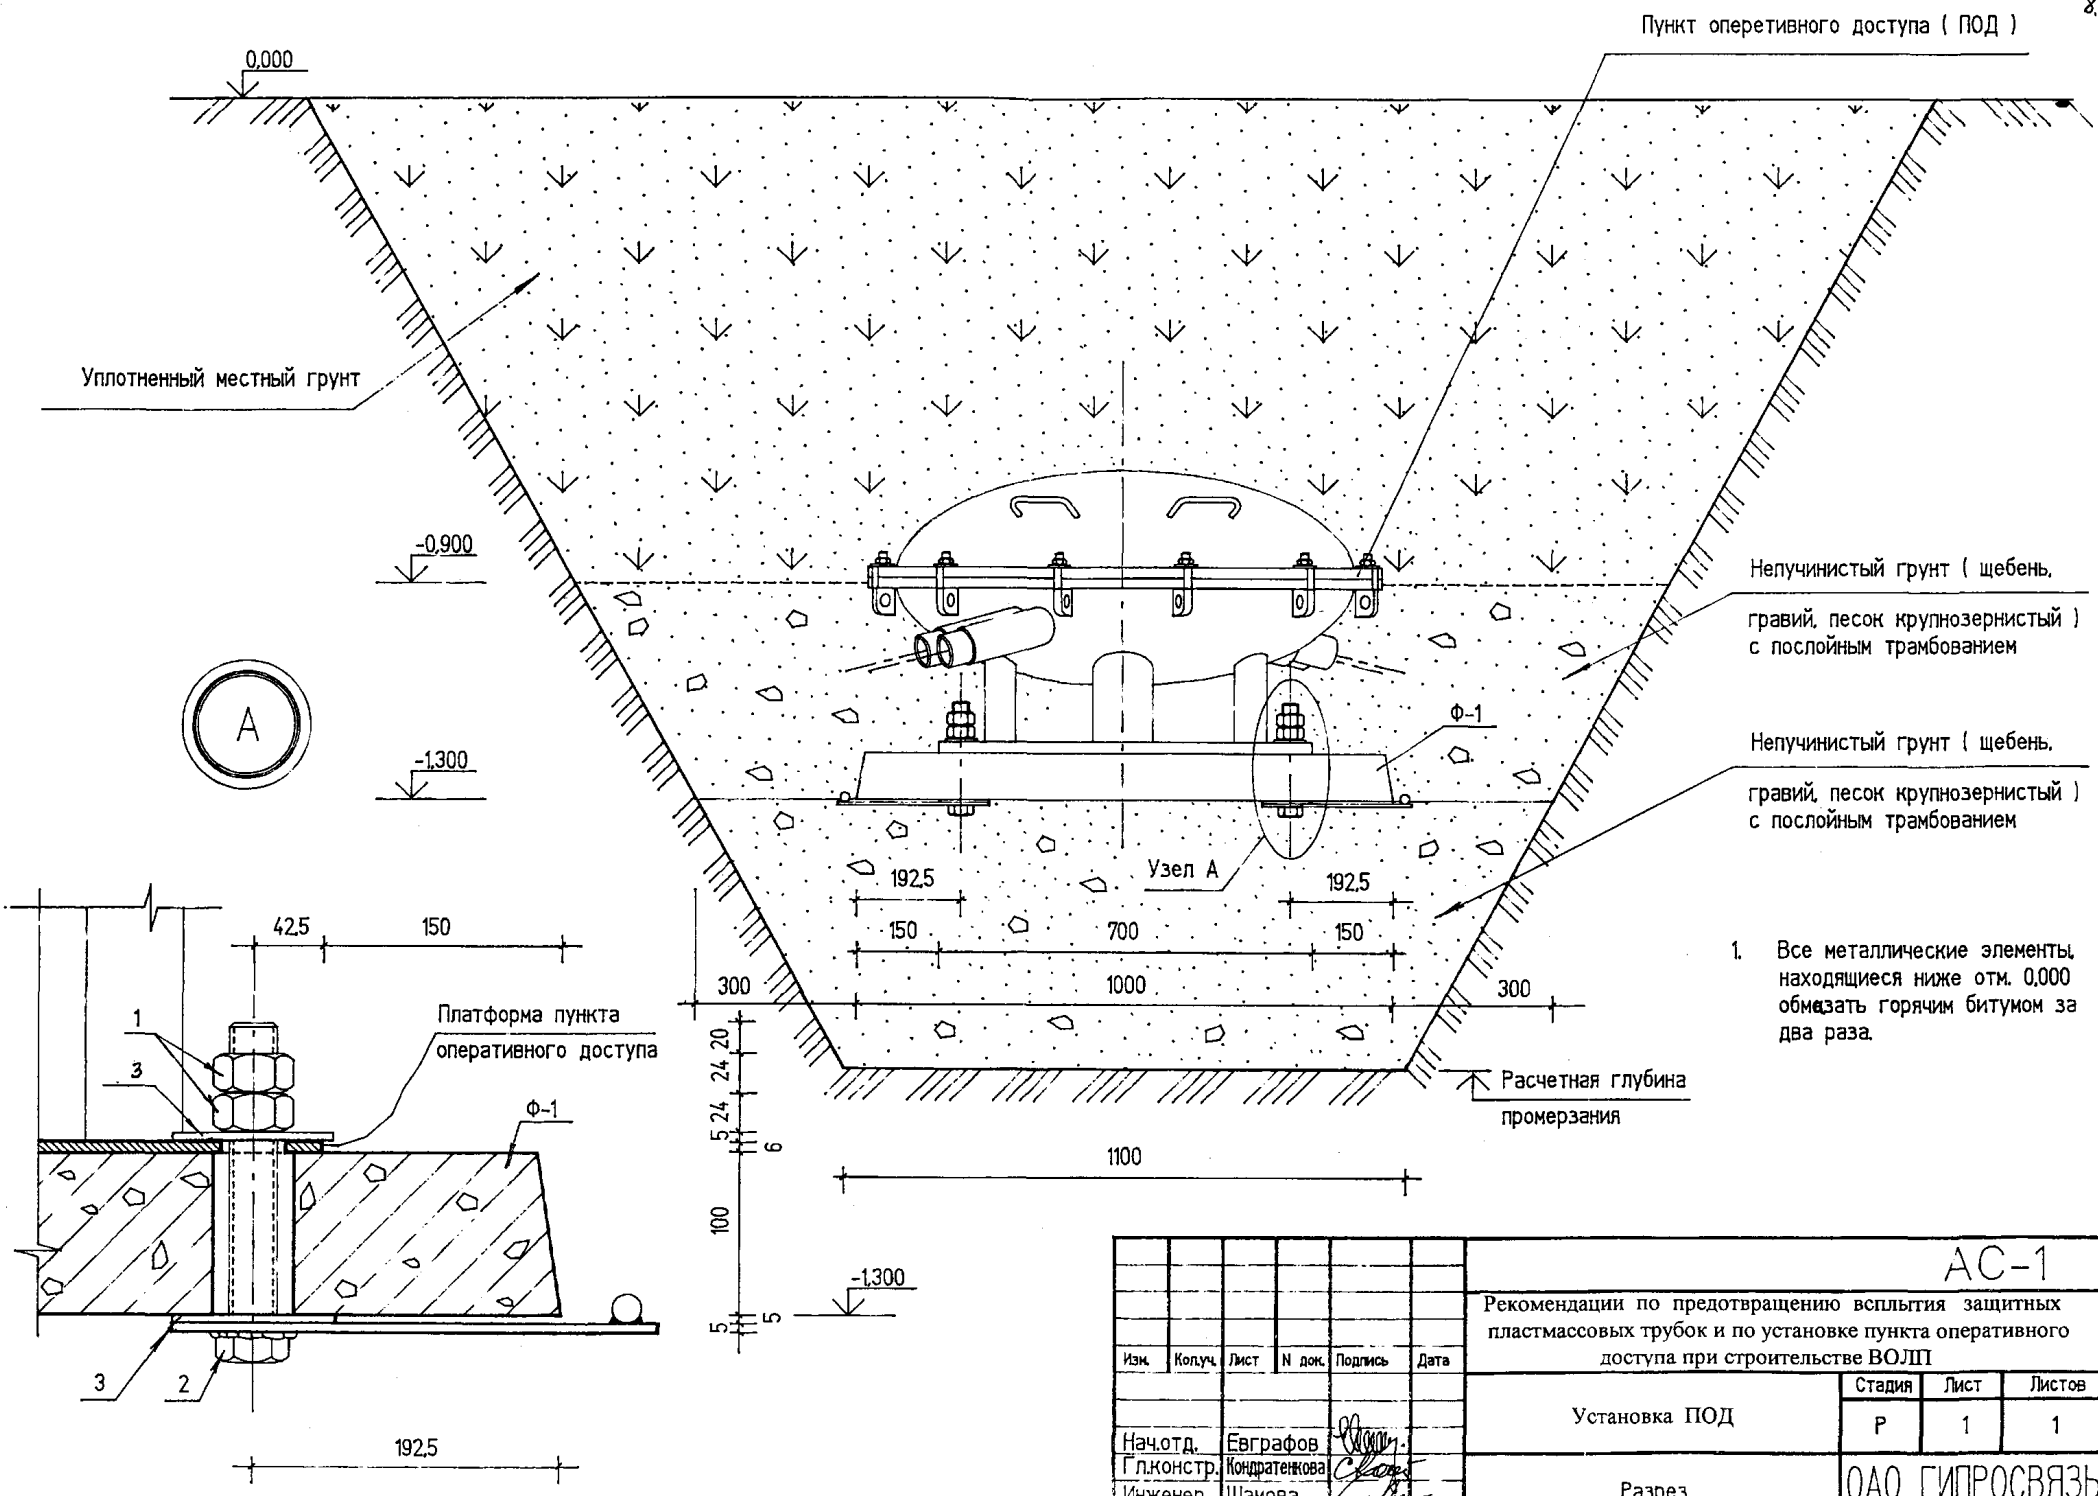 Пункт оперетивного доступа ( ПОД )
0,000
Уплотненный местный грунт
-0,900
Непучинистый грунт ( щебень,
гравий, песок крупнозернистый )
с послойным трамбованием
Ф-1
А
-1,300
Непучинистый грунт ( щебень,
гравий, песок крупнозернистый )
с послойным трамбованием
Узел А
192,5
192,5
42,5
150
150
700
150
300
1000
300
1. Все металлические элементы,
находящиеся ниже отм. 0,000
обмазать горячим битумом за
два раза.
Платформа пункта
оперативного доступа
1
3
Ф-1
20
24
24
5
6
100
5
5
Расчетная глубина
промерзания
1100
-1,300
3
2
192,5
АС-1
Рекомендации по предотвращению всплытия защитных
пластмассовых трубок и по установке пункта оперативного
доступа при строительстве ВОЛП
Изм. Кол.уч. Лист N док. Подпись Дата
Стадия Лист Листов
Установка ПОД
Р 1 1
Нач.отд. Евграфов
Гл.констр. Кондратенкова
Инженер Шамова
Разрез
ОАО ГИПРОСВЯЗЬ